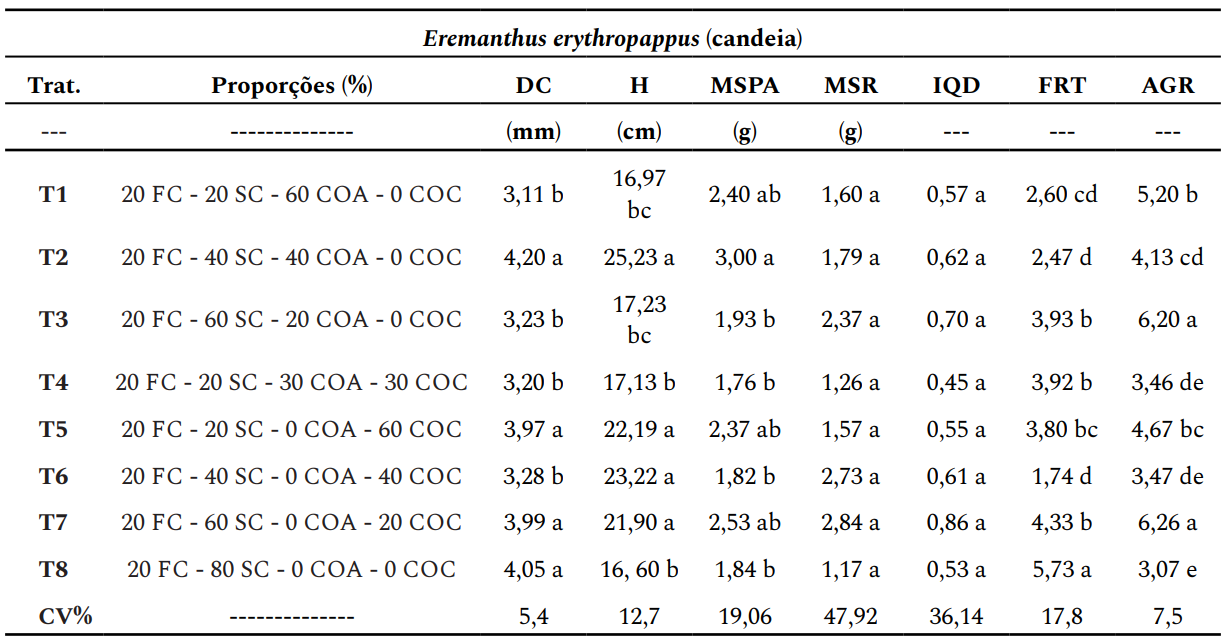 Eremanthus erythropappus (candeia)
Trat. Proporções (%) DC H MSPA MSR IQD FRT AGR
--- -------------- (mm) (cm) (g) (g) --- --- ---
T1 20 FC - 20 SC - 60 COA - 0 COC 3,11 b 16,97 bc 2,40 ab 1,60 a 0,57 a 2,60 cd 5,20 b
T2 20 FC - 40 SC - 40 COA - 0 COC 4,20 a 25,23 a 3,00 a 1,79 a 0,62 a 2,47 d 4,13 cd
T3 20 FC - 60 SC - 20 COA - 0 COC 3,23 b 17,23 bc 1,93 b 2,37 a 0,70 a 3,93 b 6,20 a
T4 20 FC - 20 SC - 30 COA - 30 COC 3,20 b 17,13 b 1,76 b 1,26 a 0,45 a 3,92 b 3,46 de
T5 20 FC - 20 SC - 0 COA - 60 COC 3,97 a 22,19 a 2,37 ab 1,57 a 0,55 a 3,80 bc 4,67 bc
T6 20 FC - 40 SC - 0 COA - 40 COC 3,28 b 23,22 a 1,82 b 2,73 a 0,61 a 1,74 d 3,47 de
T7 20 FC - 60 SC - 0 COA - 20 COC 3,99 a 21,90 a 2,53 ab 2,84 a 0,86 a 4,33 b 6,26 a
T8 20 FC - 80 SC - 0 COA - 0 COC 4,05 a 16, 60 b 1,84 b 1,17 a 0,53 a 5,73 a 3,07 e
CV% -------------- 5,4 12,7 19,06 47,92 36,14 17,8 7,5